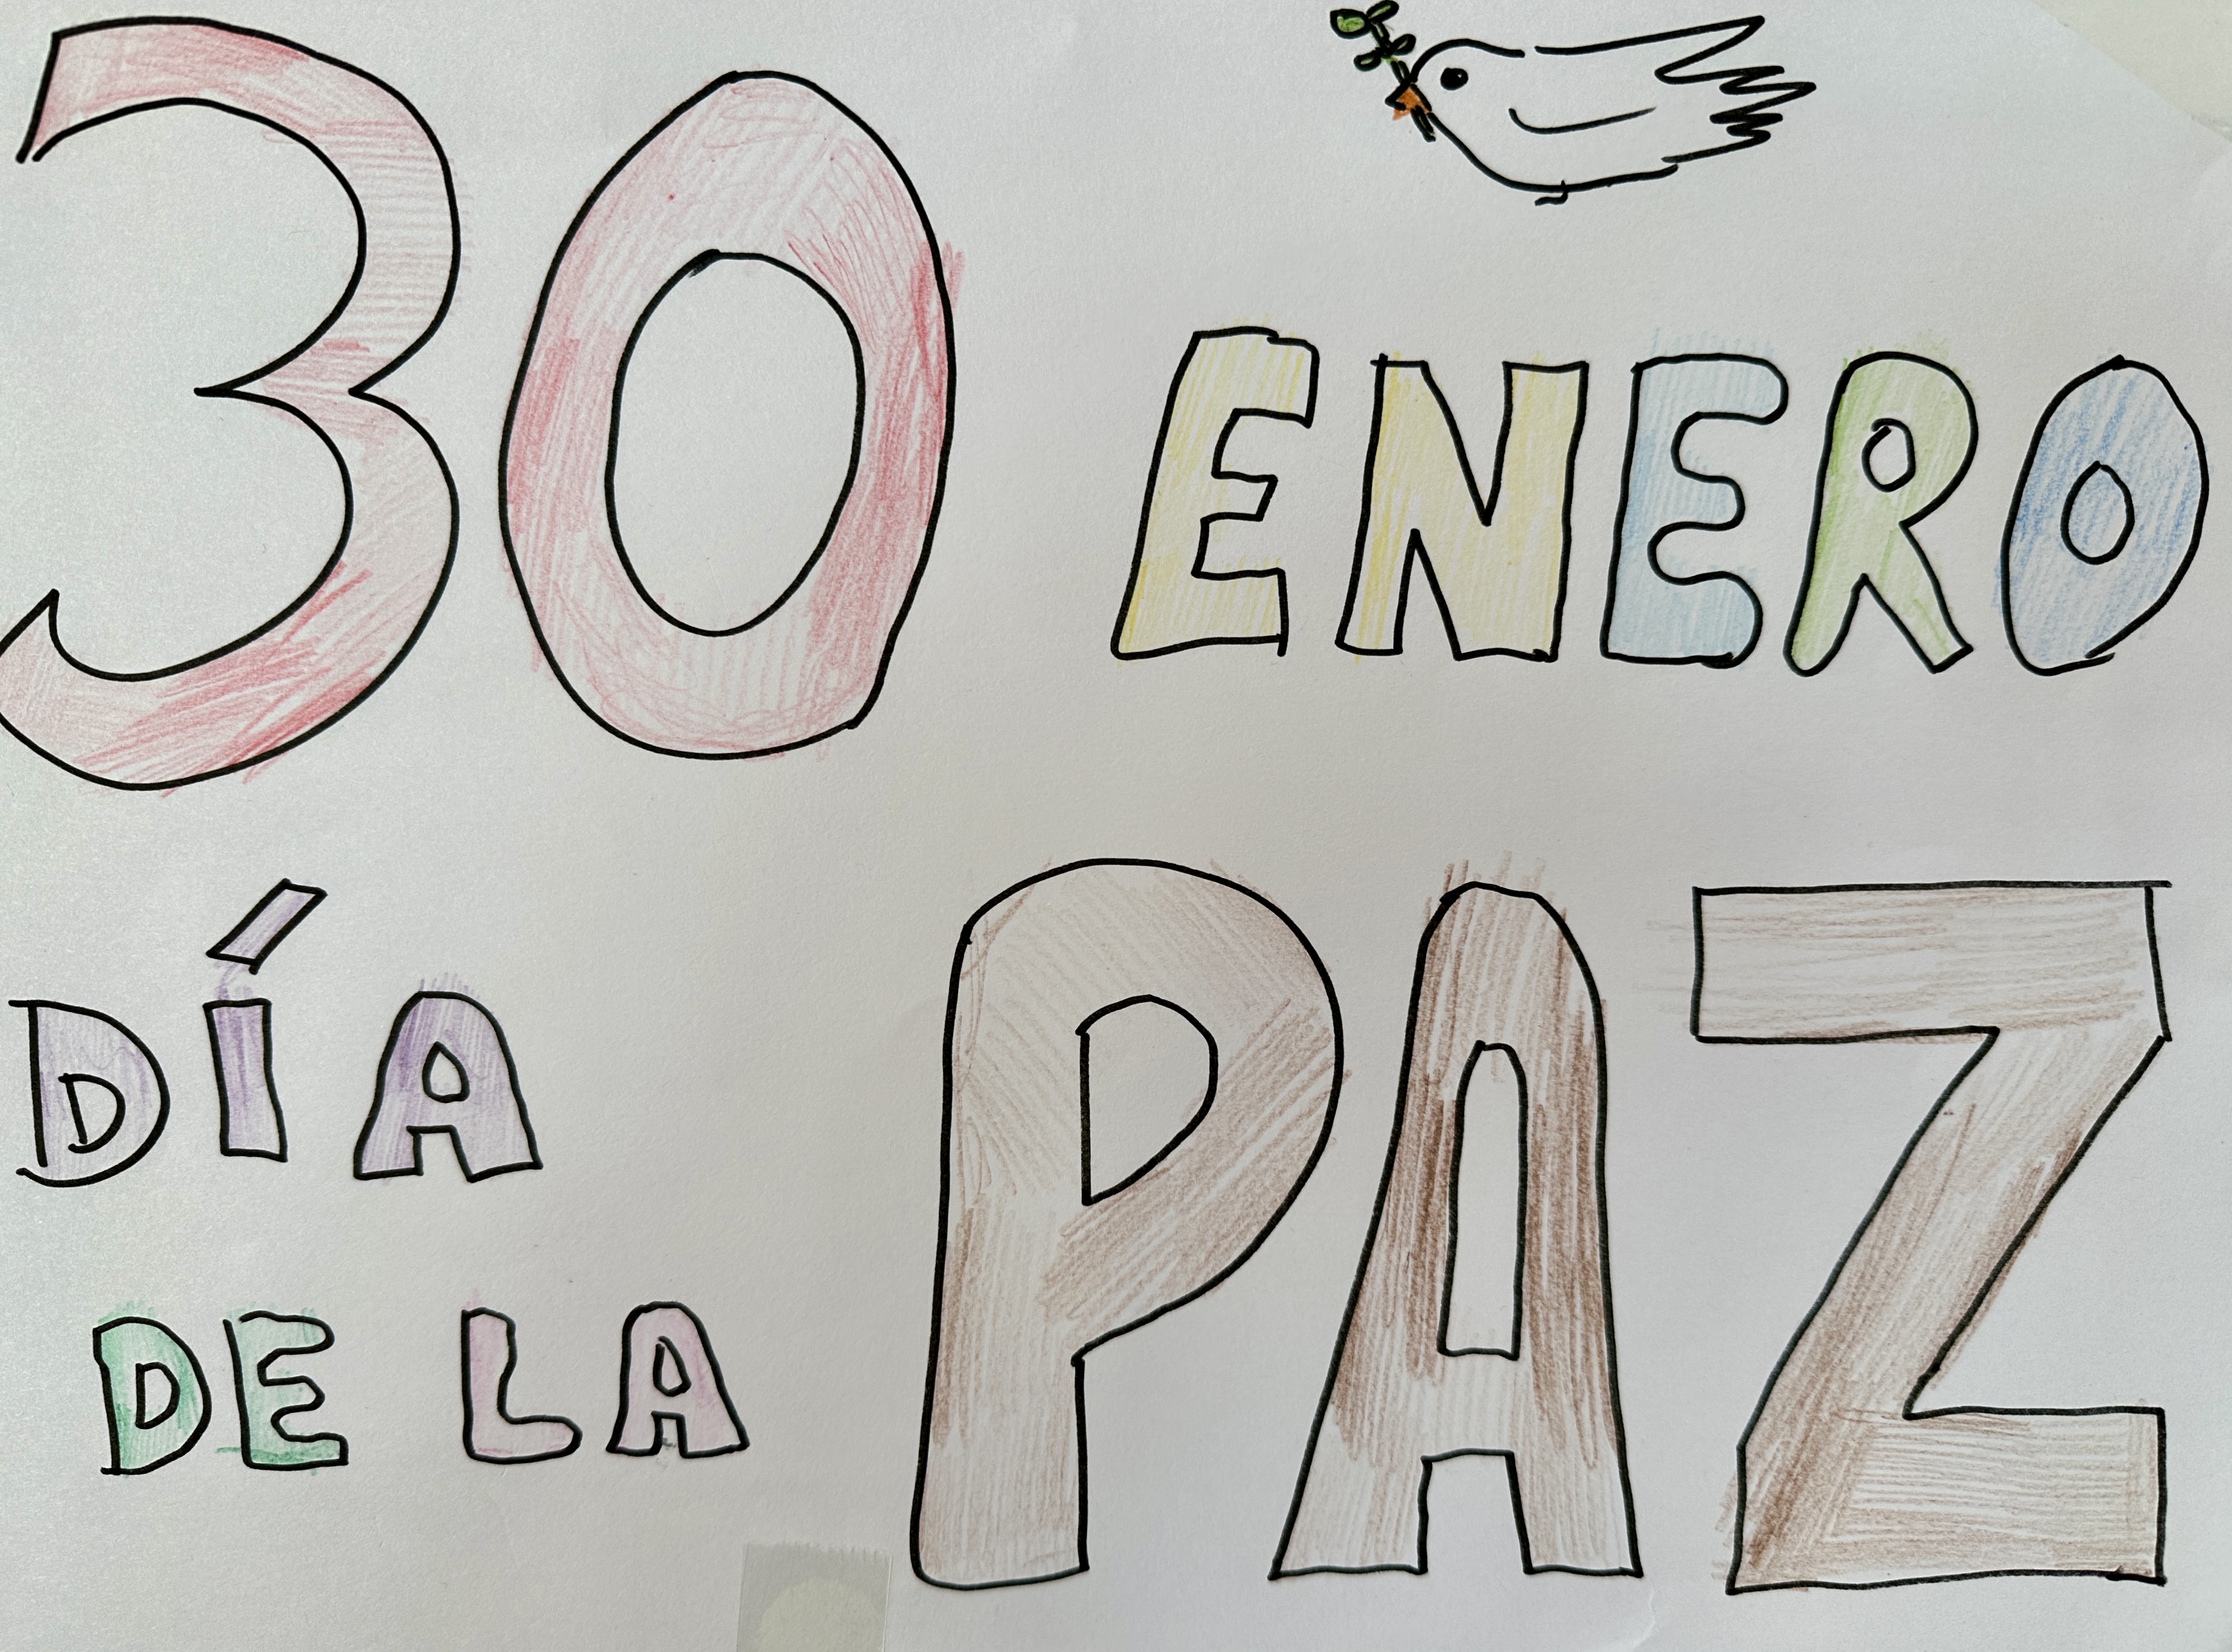 30 ENERO
DÍA
DE LA PAZ